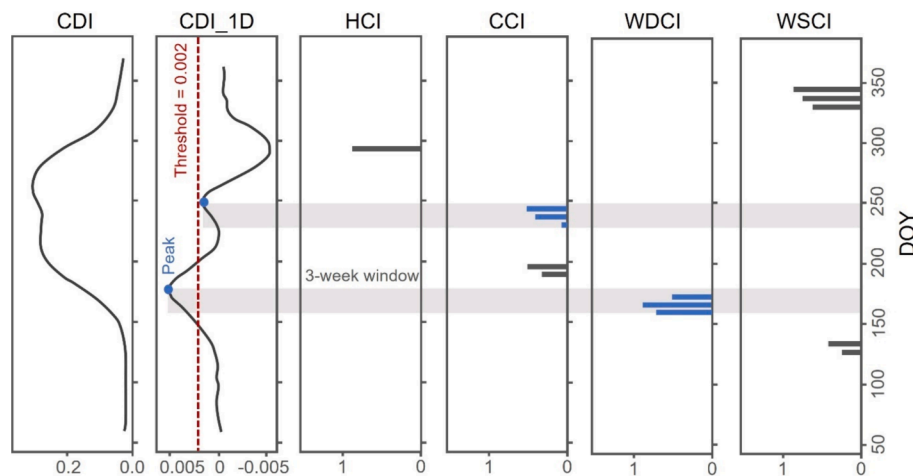 CDI CDI_1D HCI CCI WDCI WSCI
Threshold = 0.002
Peak
3-week window
350
300
250
200
150
100
50
DOY
0.2 0.0 0.005 0 -0.005 1 0 1 0 1 0 1 0